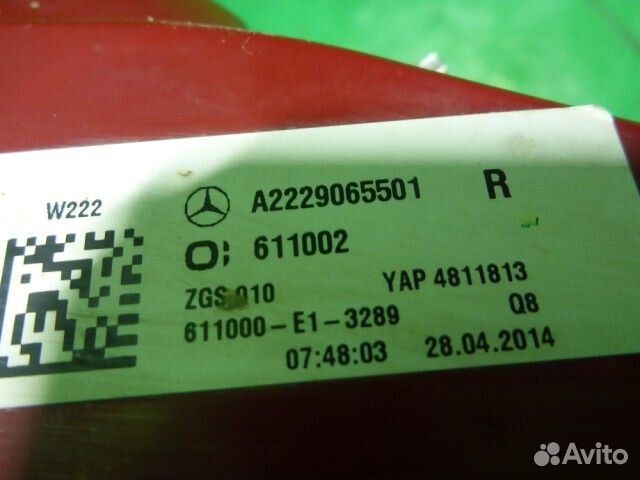 W222
A2229065501 R
611002
ZGS 010 YAP 4811813
611000-E1-3289 Q8
07:48:03 28.04.2014
Avito